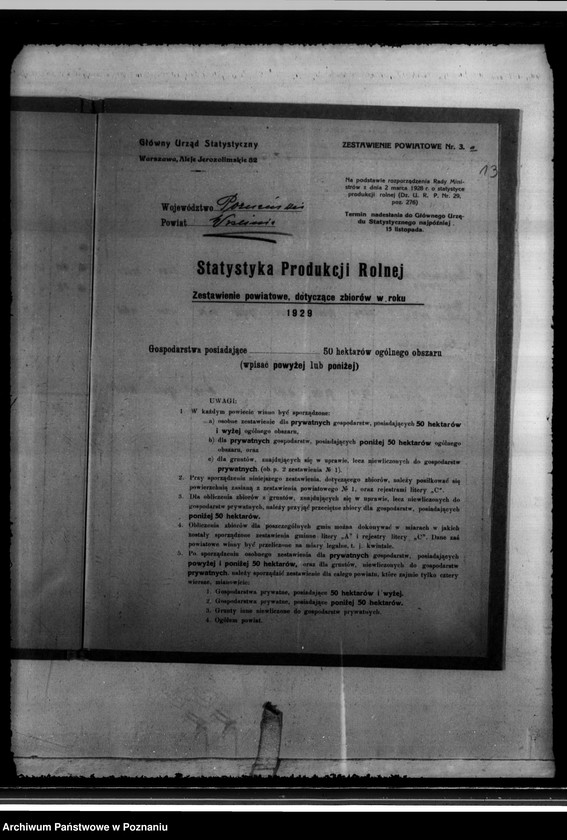 Główny Urząd Statystyczny
Warszawa, Aleje Jerozolimskie 32
ZESTAWIENIE POWIATOWE Nr. 3. a
13
Na podstawie rozporządzenia Rady Mini-
strów z dnia 2 marca 1928 r. o statystyce
produkcji rolnej (Dz. U. R. P. Nr. 29,
poz. 276)
Termin nadesłania do Głównego Urzę-
du Statystycznego najpóźniej
15 listopada.
Województwo Poznańskie
Powiat
Statystyka Produkcji Rolnej
Zestawienie powiatowe, dotyczące zbiorów w roku
1929
Gospodarstwa posiadające 50 hektarów ogólnego obszaru
(wpisać powyżej lub poniżej)
UWAGI:
1. W każdym powiecie winno być sporządzone:
a) osobne zestawienie dla prywatnych gospodarstw, posiadających 50 hektarów
i wyżej ogólnego obszaru,
b) dla prywatnych gospodarstw, posiadających poniżej 50 hektarów ogólnego
obszaru, oraz
c) dla gruntów, znajdujących się w uprawie, lecz niewliczonych do gospodarstw
prywatnych. (ob. p. 2 zestawienia № 1).
2. Przy sporządzeniu niniejszego zestawienia, dotyczącego zbiorów, należy posiłkować się
powierzchnią zasianą z zestawienia powiatowego № 1, oraz rejestrami litery „C".
3. Dla obliczenia zbiorów z gruntów, znajdujących się w uprawie, lecz niewliczonych do
gospodarstw prywatnych, należy przyjąć przeciętne zbiory dla gospodarstw, posiadających
poniżej 50 hektarów.
4. Obliczenia zbiorów dla poszczególnych gmin można dokonywać w miarach w jakich
zostały sporządzone zestawienia gminne litery „A" i rejestry litery „C". Dane zaś
powiatowe winny być przeliczone na miary legalne, t. j. kwintale.
5. Po sporządzeniu osobnego zestawienia dla prywatnych gospodarstw, posiadających
powyżej i poniżej 50 hektarów, oraz dla gruntów, niewliczonych do gospodarstw
prywatnych, należy sporządzić zestawienie dla całego powiatu, które zajmie tylko cztery
wiersze, mianowicie:
1. Gospodarstwa prywatne, posiadające 50 hektarów i wyżej.
2. Gospodarstwa prywatne, posiadające poniżej 50 hektarów.
3. Grunty inne niewliczone do gospodarstw prywatnych.
4. Ogółem powiat.
Archiwum Państwowe w Poznaniu